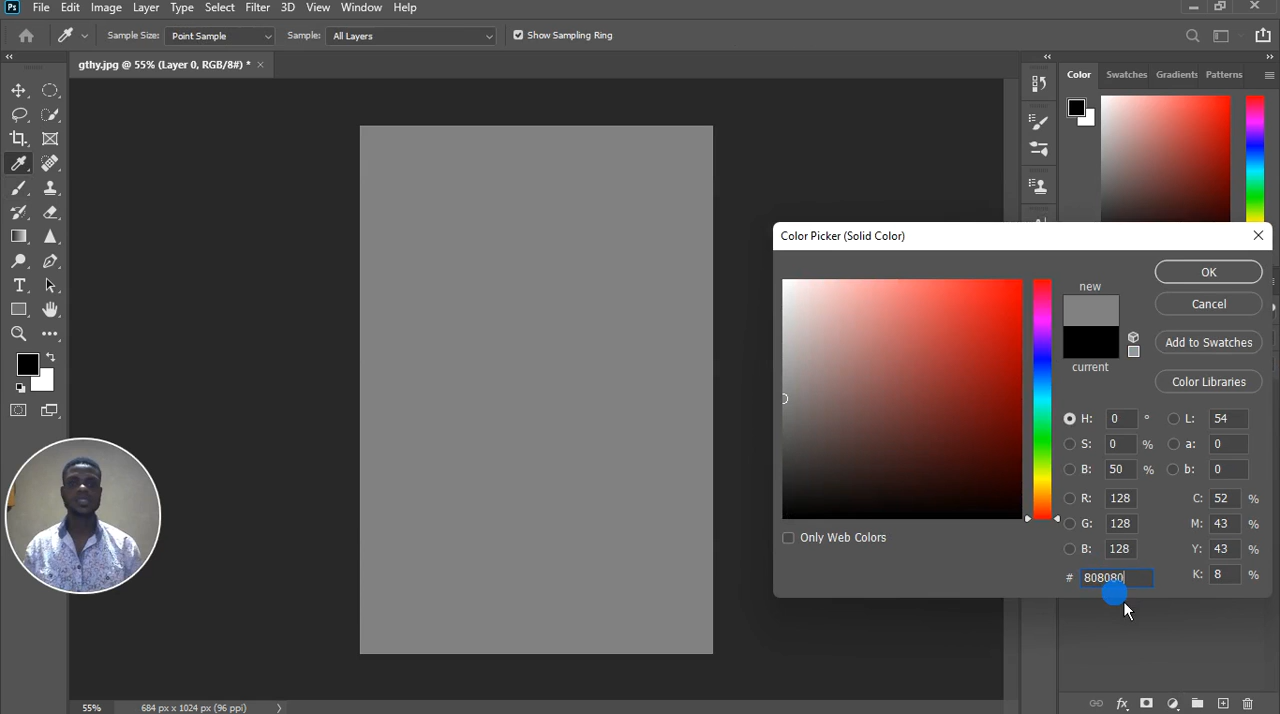 Ps File Edit Image Layer Type Select Filter 3D View Window Help
Sample Size: Point Sample Sample: All Layers Show Sampling Ring
gthy.jpg @ 55% (Layer 0, RGB/8#) * ×
Color Swatches Gradients Patterns
Color Picker (Solid Color)
new
current
OK
Cancel
Add to Swatches
Color Libraries
H: 0 ° L: 54
S: 0 % a: 0
B: 50 % b: 0
R: 128 C: 52 %
G: 128 M: 43 %
B: 128 Y: 43 %
# 808080 K: 8 %
Only Web Colors
T
fx
55% 684 px x 1024 px (96 ppi)